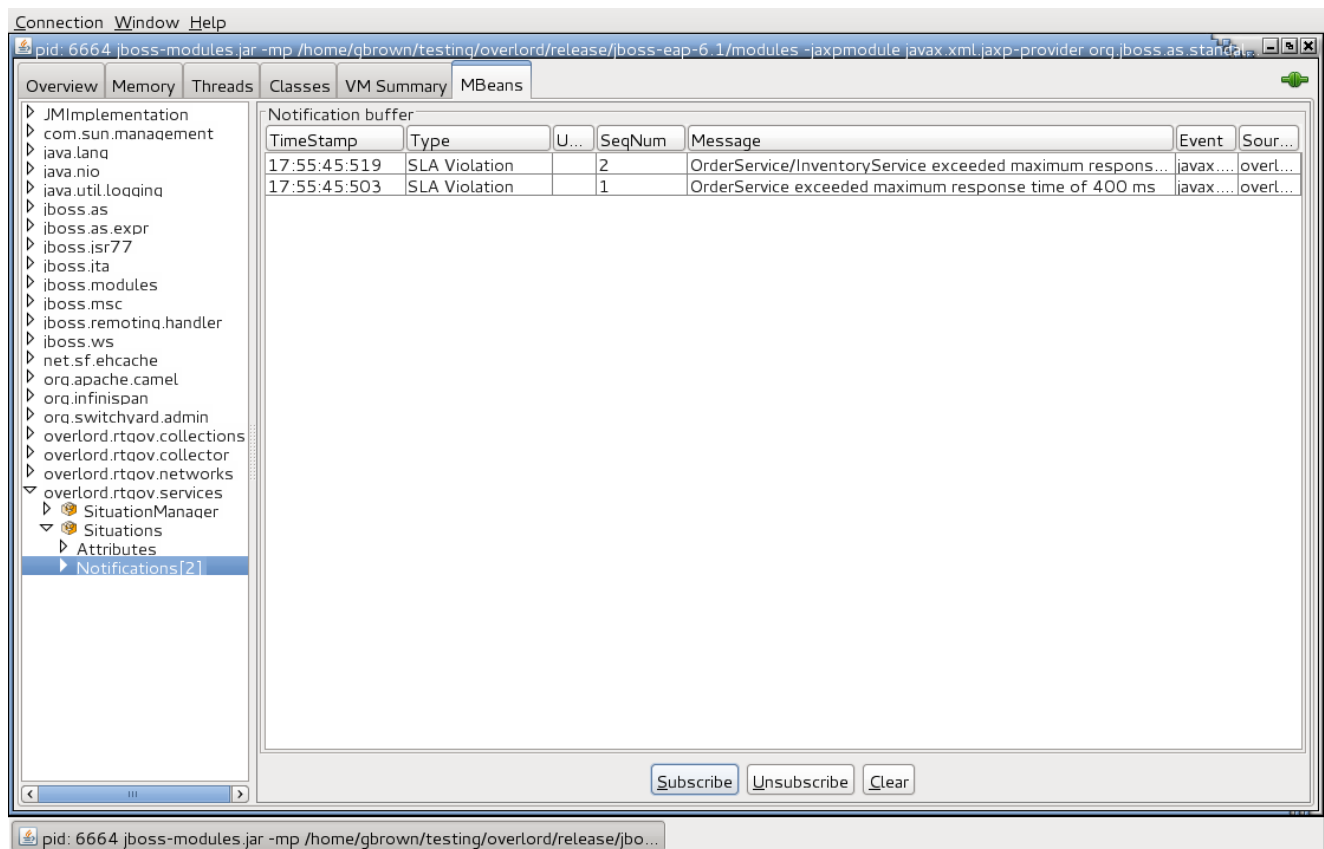 Connection Window Help
pid: 6664 jboss-modules.jar -mp /home/gbrown/testing/overlord/release/jboss-eap-6.1/modules -jaxpmodule javax.xml.jaxp-provider org.jboss.as.standal...
Overview Memory Threads Classes VM Summary MBeans
JMImplementation
com.sun.management
java.lang
java.nio
java.util.logging
jboss.as
jboss.as.expr
jboss.jsr77
jboss.jta
jboss.modules
jboss.msc
jboss.remoting.handler
jboss.ws
net.sf.ehcache
org.apache.camel
org.infinispan
org.switchyard.admin
overlord.rtgov.collections
overlord.rtgov.collector
overlord.rtgov.networks
overlord.rtgov.services
SituationManager
Situations
Attributes
Notifications[2]
Notification buffer
TimeStamp Type U... SeqNum Message Event Sour...
17:55:45:519 SLA Violation 2 OrderService/InventoryService exceeded maximum respons... javax.... overl...
17:55:45:503 SLA Violation 1 OrderService exceeded maximum response time of 400 ms javax.... overl...
Subscribe Unsubscribe Clear
pid: 6664 jboss-modules.jar -mp /home/gbrown/testing/overlord/release/jbo...